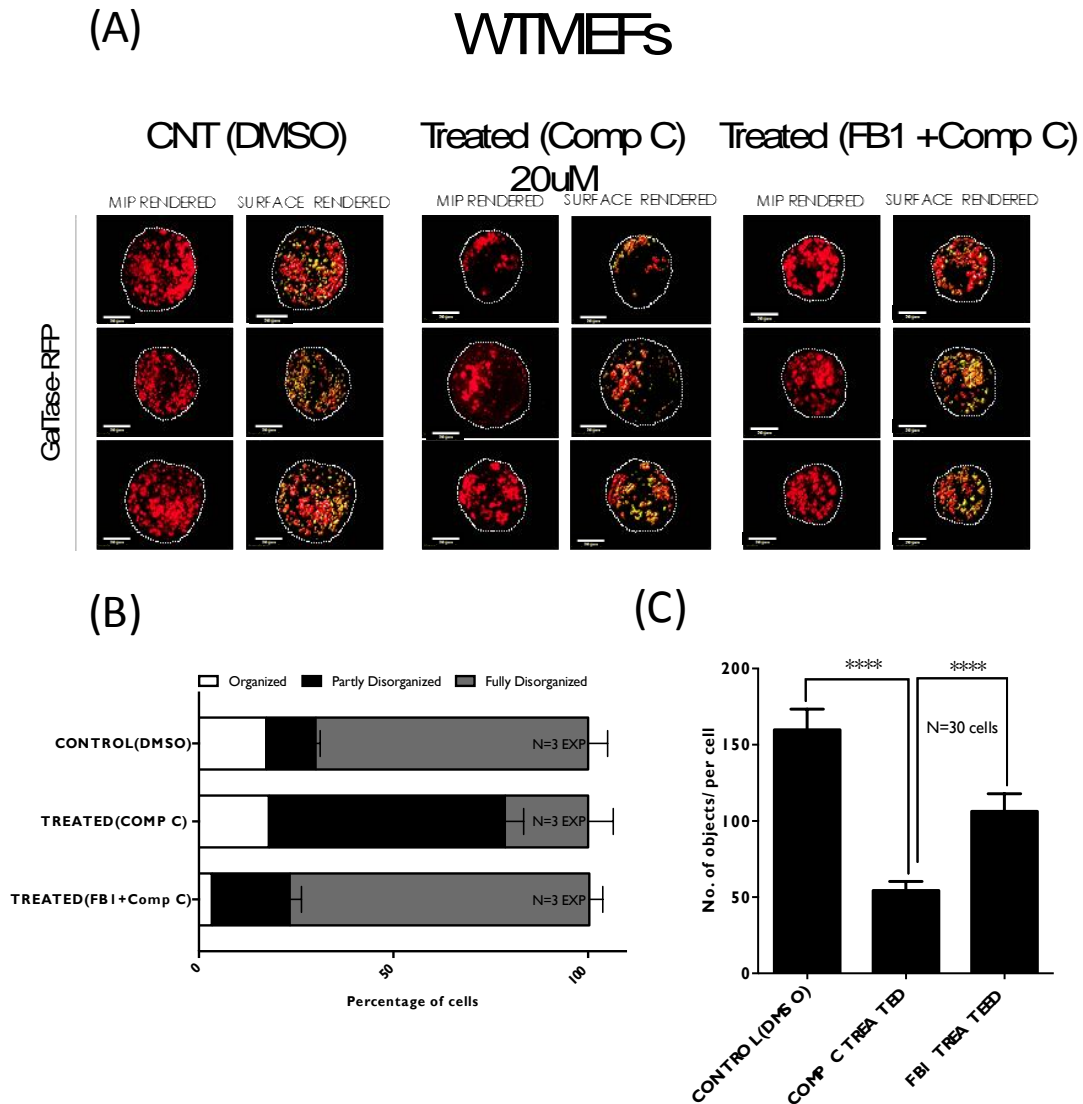 (A)
WTMEFs
CNT (DMSO) Treated (Comp C) Treated (FB1 +Comp C)
20uM
MIP RENDERED SURFACE RENDERED MIP RENDERED SURFACE RENDERED MIP RENDERED SURFACE RENDERED
GalTase-RFP
(B)
Organized Partly Disorganized Fully Disorganized
CONTROL(DMSO)
N=3 EXP
TREATED(COMP C)
N=3 EXP
TREATED(FB1+Comp C)
N=3 EXP
0 50 100
Percentage of cells
(C)
No. of objects/ per cell
200
150
100
50
0
**** ****
N=30 cells
CONTROL(DMSO)
COMP C TREATED
FB1 TREATEED